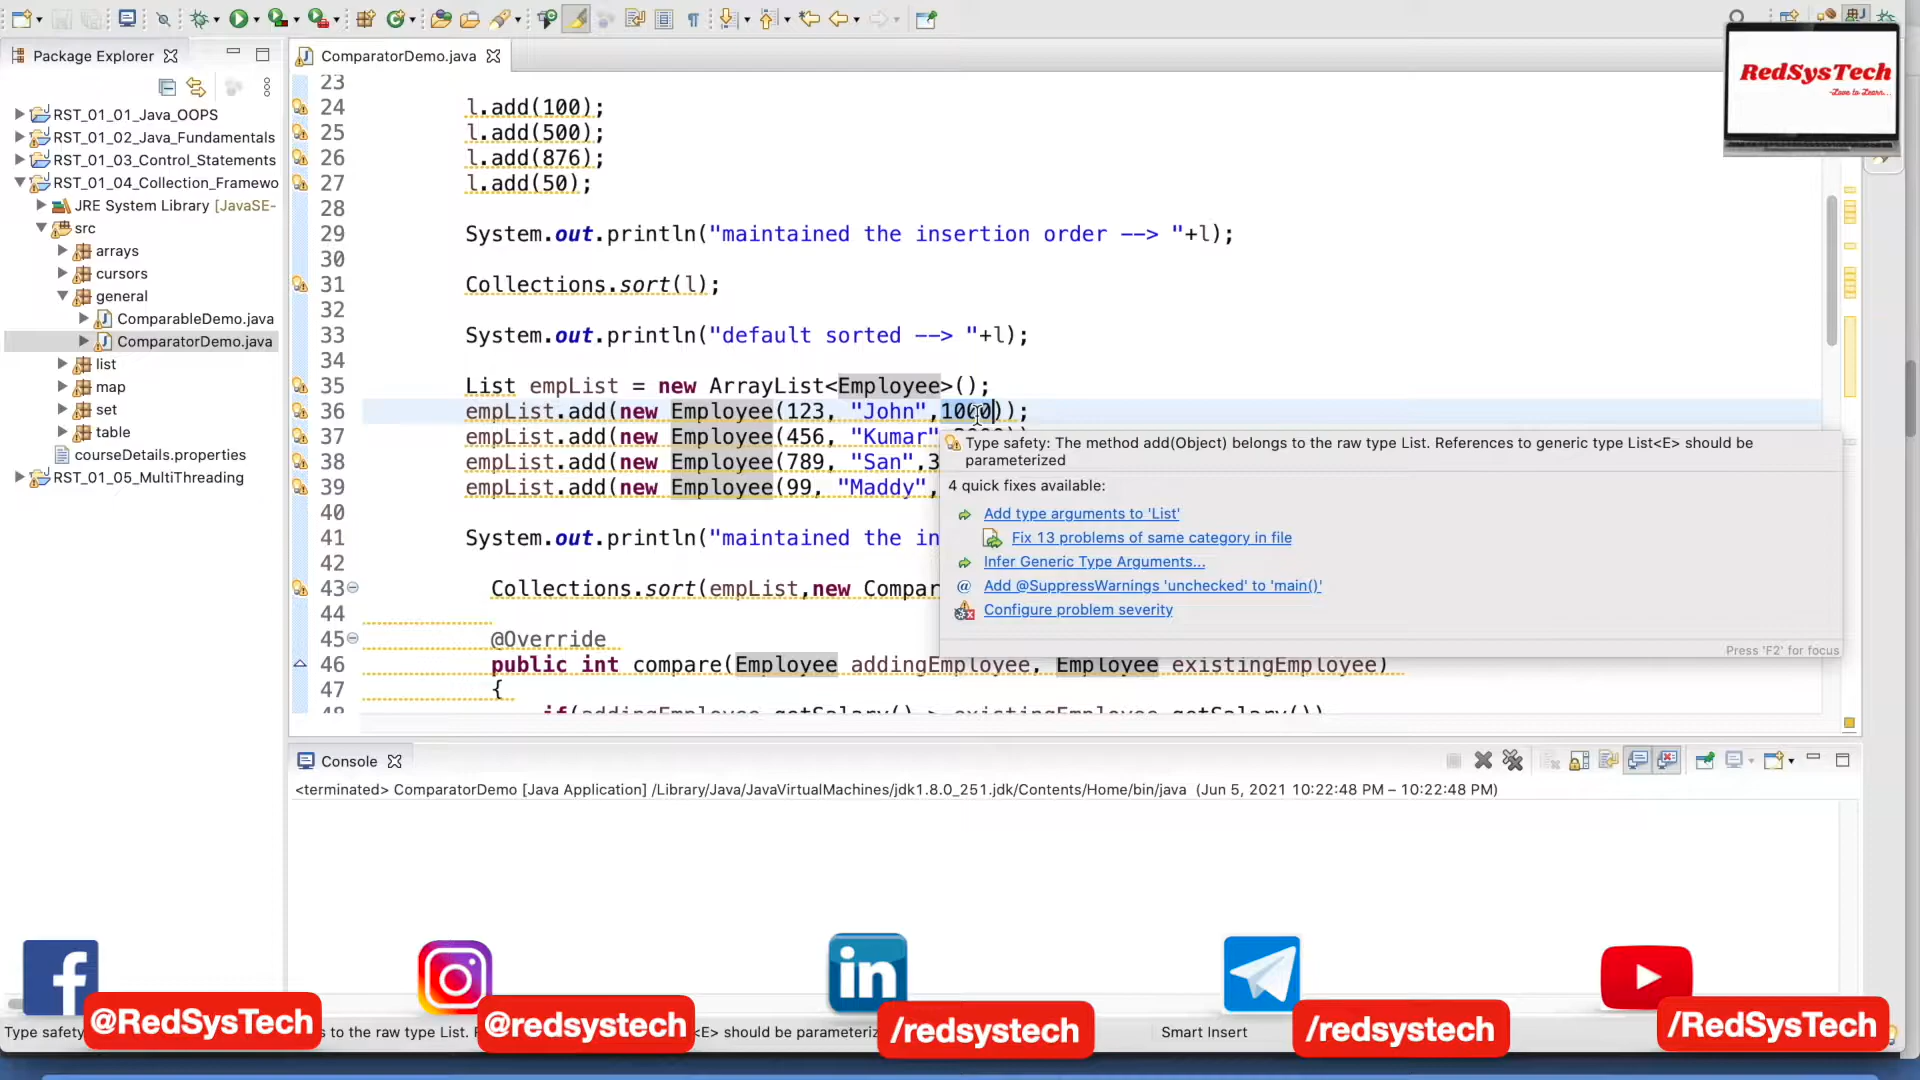 Package Explorer
ComparatorDemo.java
RedSysTech
-Love to Learn...
RST_01_01_Java_OOPS
RST_01_02_Java_Fundamentals
RST_01_03_Control_Statements
RST_01_04_Collection_Framewo
JRE System Library [JavaSE-
src
arrays
cursors
general
ComparableDemo.java
ComparatorDemo.java
list
map
set
table
courseDetails.properties
RST_01_05_MultiThreading
23
24 l.add(100);
25 l.add(500);
26 l.add(876);
27 l.add(50);
28
29 System.out.println("maintained the insertion order --> "+l);
30
31 Collections.sort(l);
32
33 System.out.println("default sorted --> "+l);
34
35 List empList = new ArrayList<Employee>();
36 empList.add(new Employee(123, "John",1000));
37 empList.add(new Employee(456, "Kumar"
38 empList.add(new Employee(789, "San",3
39 empList.add(new Employee(99, "Maddy",
40
41 System.out.println("maintained the in
42
43 Collections.sort(empList,new Compar
44
45 @Override
46 public int compare(Employee addingEmployee, Employee existingEmployee)
47 {
48 if(addingEmployee.getSalary() > existingEmployee.getSalary())
Type safety: The method add(Object) belongs to the raw type List. References to generic type List<E> should be
parameterized
4 quick fixes available:
Add type arguments to 'List'
Fix 13 problems of same category in file
Infer Generic Type Arguments...
@ Add @SuppressWarnings 'unchecked' to 'main()'
Configure problem severity
Press 'F2' for focus
Console
<terminated> ComparatorDemo [Java Application] /Library/Java/JavaVirtualMachines/jdk1.8.0_251.jdk/Contents/Home/bin/java (Jun 5, 2021 10:22:48 PM – 10:22:48 PM)
@RedSysTech
@redsystech
/redsystech
/redsystech
/RedSysTech
Type safety s to the raw type List. <E> should be parameteriz Smart Insert